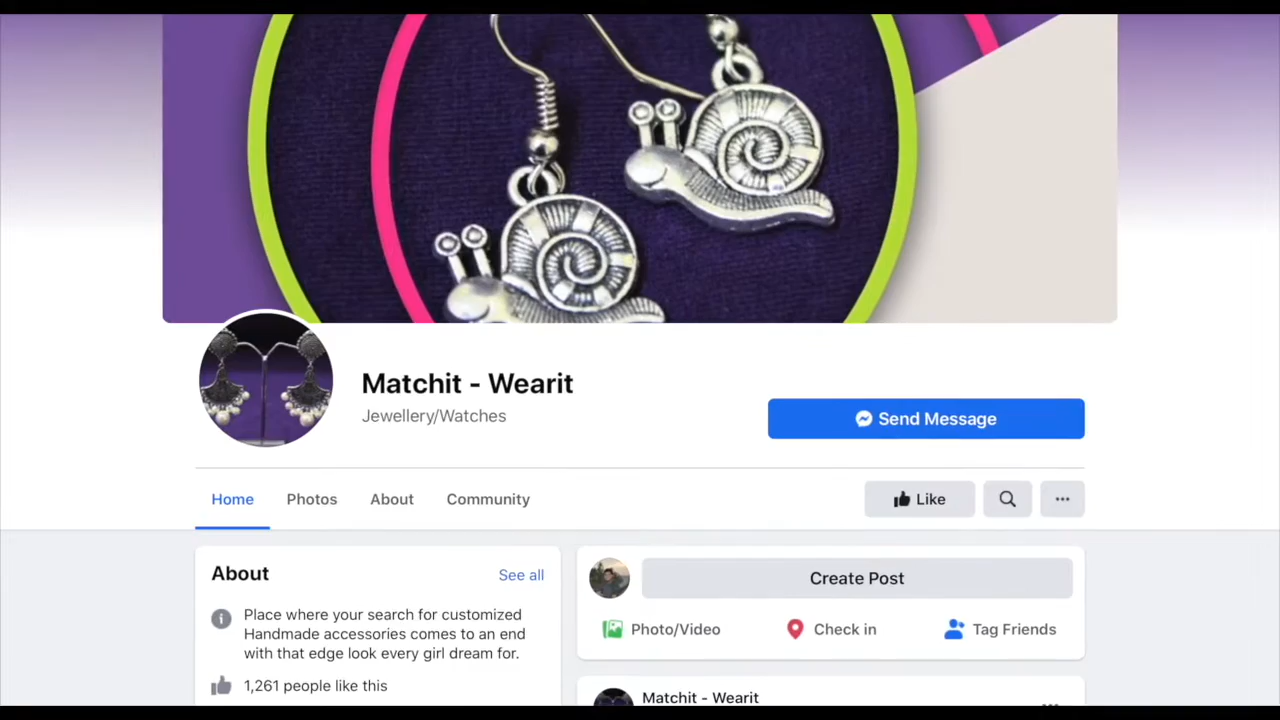 Matchit - Wearit
Jewellery/Watches
Send Message
Home
Photos
About
Community
Like
About
See all
Create Post
Place where your search for customized
Handmade accessories comes to an end
with that edge look every girl dream for.
Photo/Video
Check in
Tag Friends
1,261 people like this
Matchit - Wearit